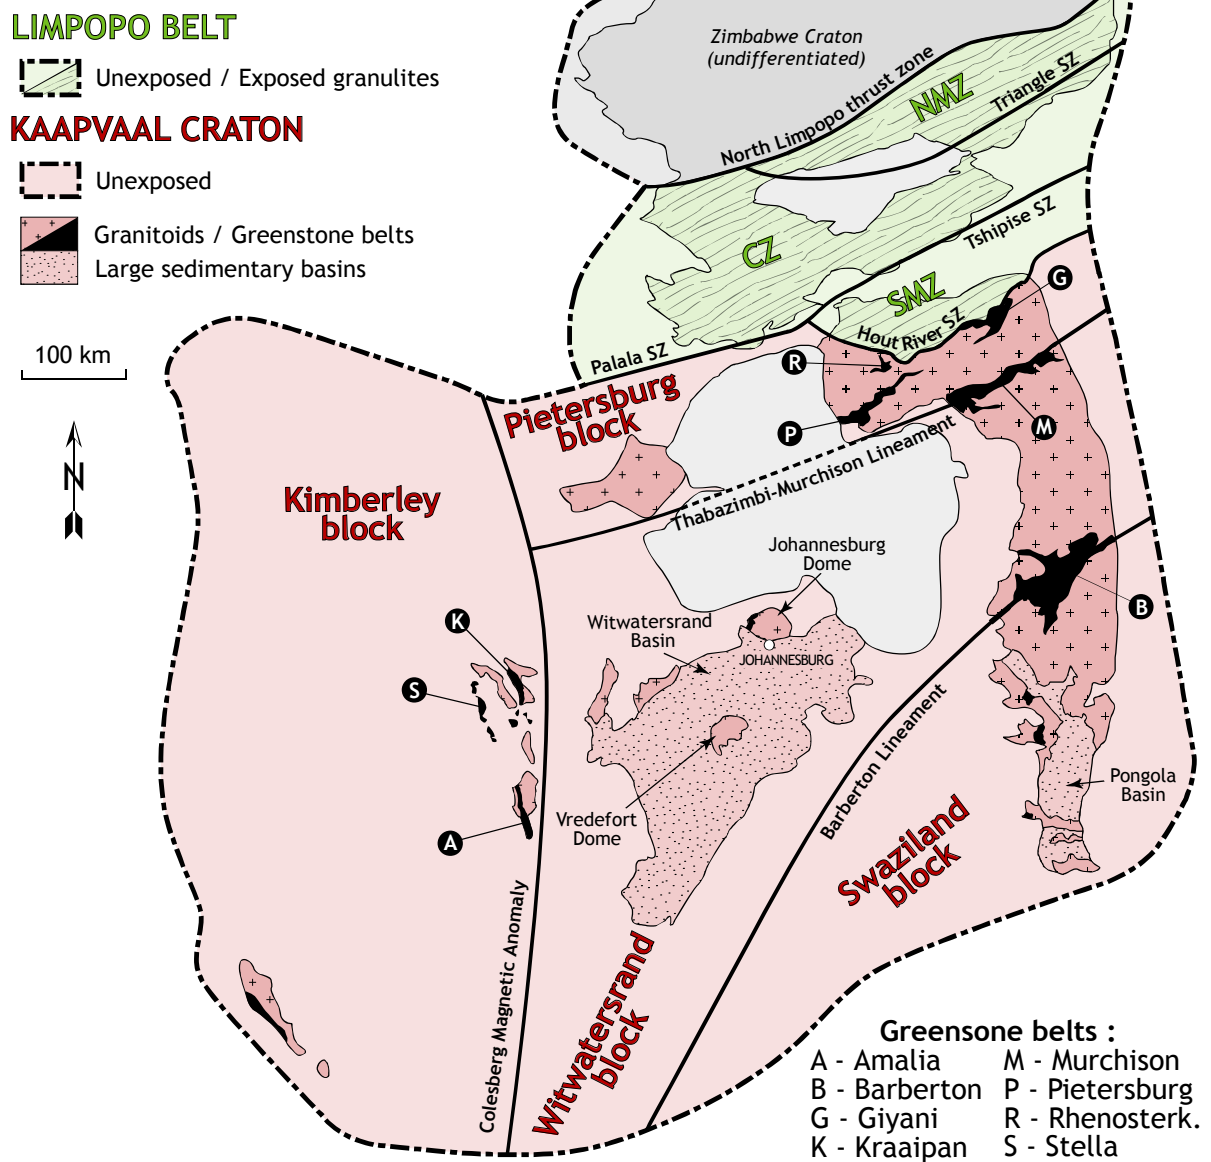 LIMPOPO BELT
Unexposed / Exposed granulites
KAAPVAAL CRATON
Unexposed
Granitoids / Greenstone belts
Large sedimentary basins
100 km
N
Zimbabwe Craton
(undifferentiated)
North Limpopo thrust zone
NMZ
Triangle SZ
CZ
Tshipise SZ
SMZ
G
Hout River SZ
Palala SZ
R
Pietersburg
block
P
M
Thabazimbi-Murchison Lineament
Kimberley
block
Johannesburg
Dome
B
K
Witwatersrand
Basin
JOHANNESBURG
S
Barberton Lineament
Pongola
Basin
Vredefort
Dome
A
Swaziland
block
Colesberg Magnetic Anomaly
Witwatersrand
block
Greensone belts :
A - Amalia
B - Barberton
G - Giyani
K - Kraaipan
M - Murchison
P - Pietersburg
R - Rhenosterk.
S - Stella